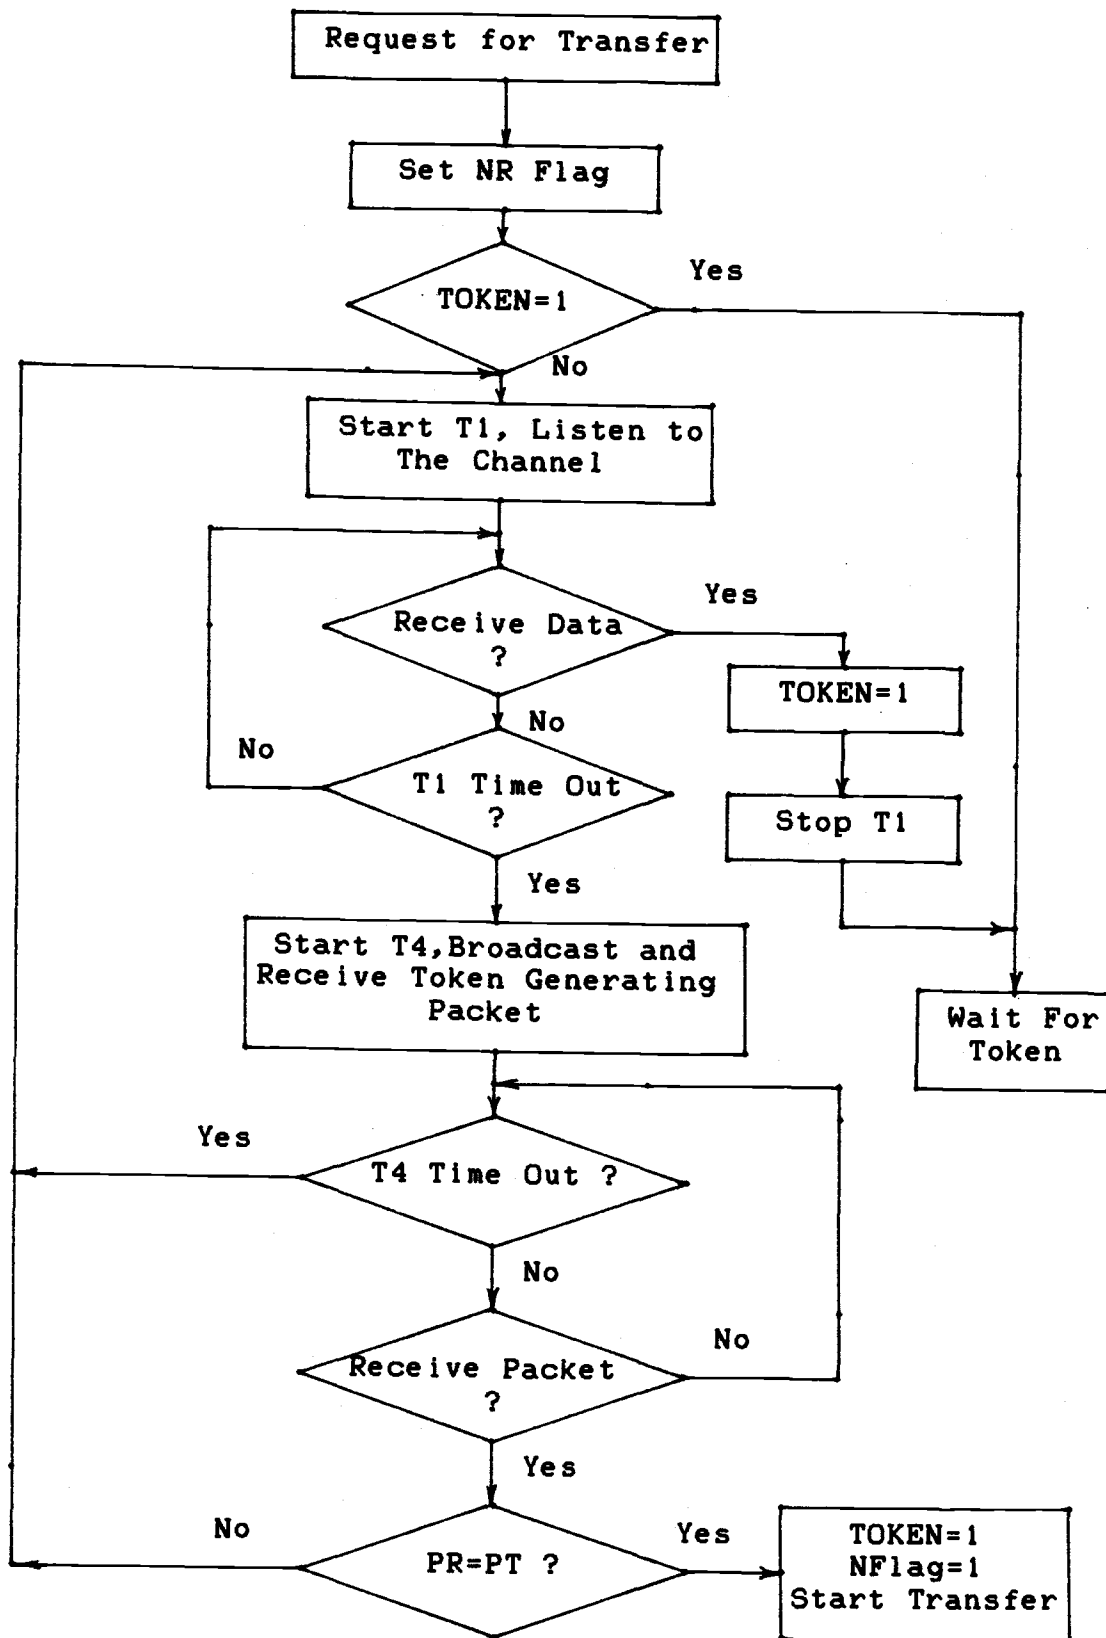 Request for Transfer
Set NR Flag
TOKEN=1
Yes
No
Start T1, Listen to
The Channel
Receive Data
?
Yes
TOKEN=1
No
T1 Time Out
?
No
Stop T1
Yes
Start T4,Broadcast and
Receive Token Generating
Packet
Wait For
Token
T4 Time Out ?
Yes
No
Receive Packet
?
No
Yes
PR=PT ?
No
Yes
TOKEN=1
NFlag=1
Start Transfer